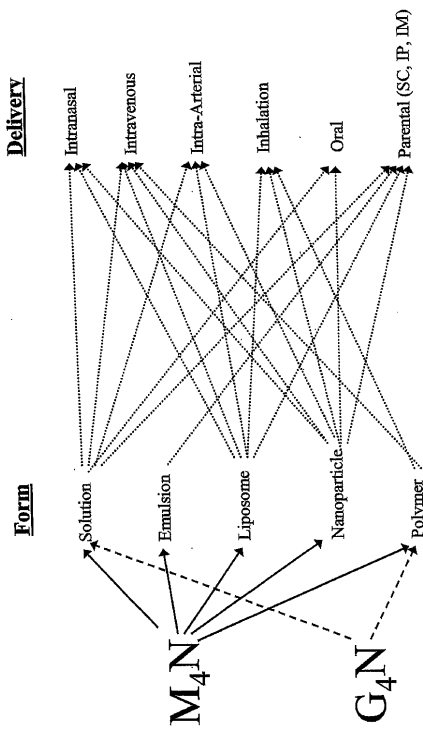 Form
Delivery
M4N
G4N
Solution
Emulsion
Liposome
Nanoparticle
Polymer
Intranasal
Intravenous
Intra-Arterial
Inhalation
Oral
Parental (SC, IP, IM)